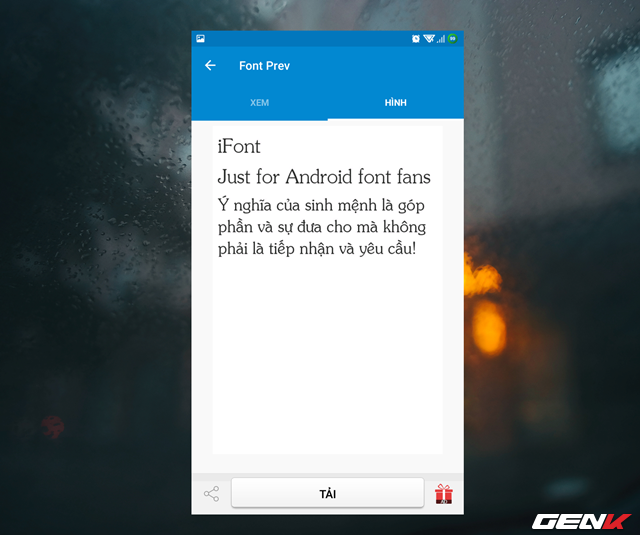 Font Prev
XEM HÌNH
iFont
Just for Android font fans
Ý nghĩa của sinh mệnh là góp
phần và sự đưa cho mà không
phải là tiếp nhận và yêu cầu!
TẢI
AD
GENK